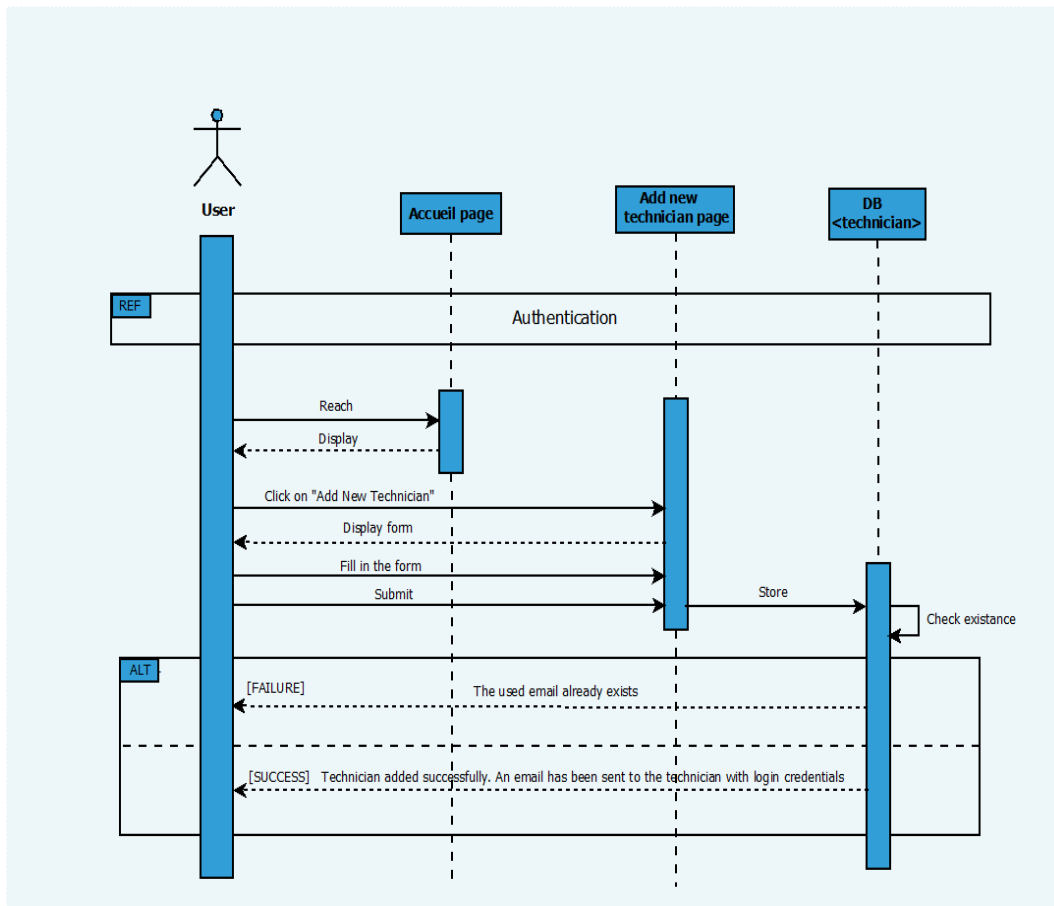 User
Accueil page
Add new
technician page
DB
<technician>
REF
Authentication
Reach
Display
Click on "Add New Technician"
Display form
Fill in the form
Submit
Store
Check existance
ALT
[FAILURE] The used email already exists
[SUCCESS] Technician added successfully. An email has been sent to the technician with login credentials